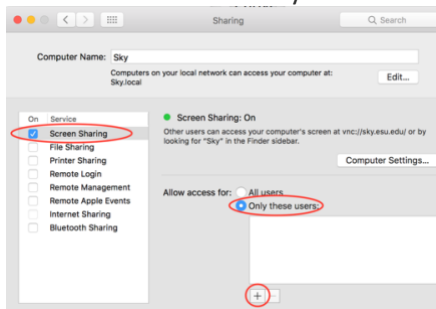 Sharing
Search
Computer Name: Sky
Computers on your local network can access your computer at:
Sky.local
Edit...
On Service
Screen Sharing
File Sharing
Printer Sharing
Remote Login
Remote Management
Remote Apple Events
Internet Sharing
Bluetooth Sharing
Screen Sharing: On
Other users can access your computer's screen at vnc://sky.esu.edu/ or by
looking for "Sky" in the Finder sidebar.
Computer Settings...
Allow access for: All users
Only these users: